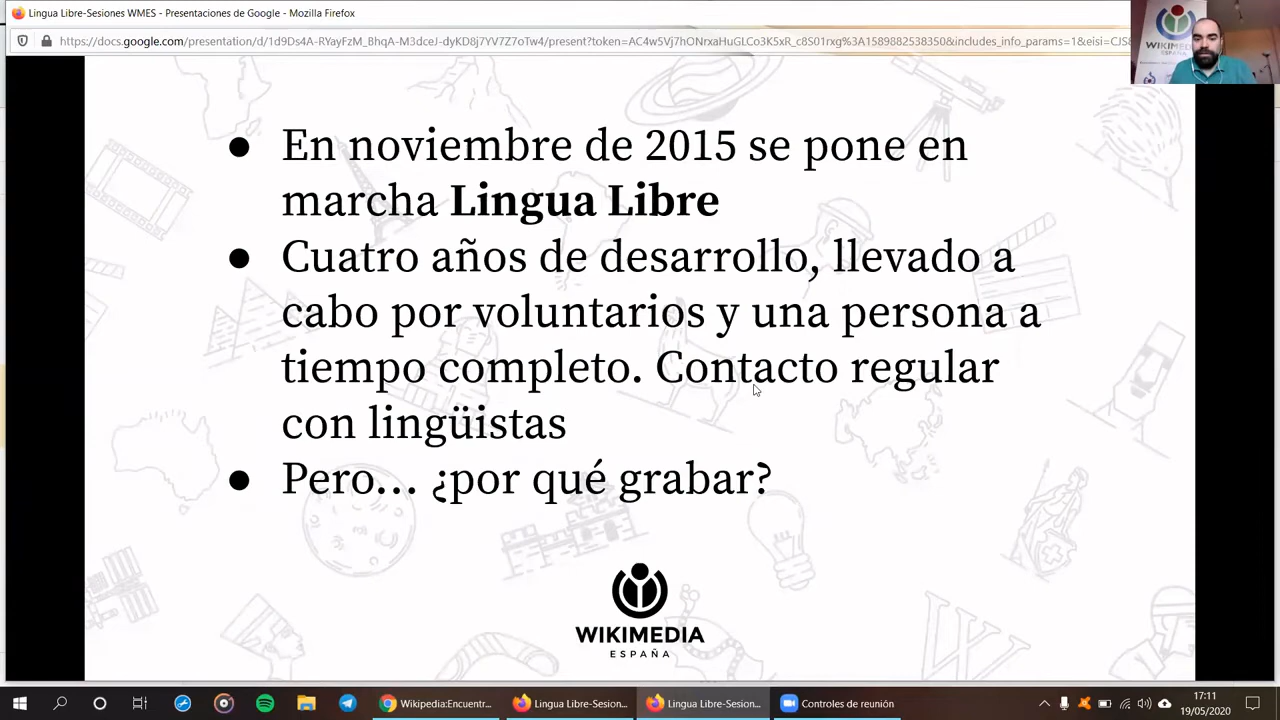 Lingua Libre-Sesiones WMES - Presentaciones de Google - Mozilla Firefox
WIKIMEDIA
ESPAÑA
● En noviembre de 2015 se pone en
marcha Lingua Libre
● Cuatro años de desarrollo, llevado a
cabo por voluntarios y una persona a
tiempo completo. Contacto regular
con lingüistas
● Pero... ¿por qué grabar?
WIKIMEDIA
ESPAÑA
Wikipedia:Encuentr...
Lingua Libre-Sesion...
Lingua Libre-Sesion...
Controles de reunión
17:11
19/05/2020